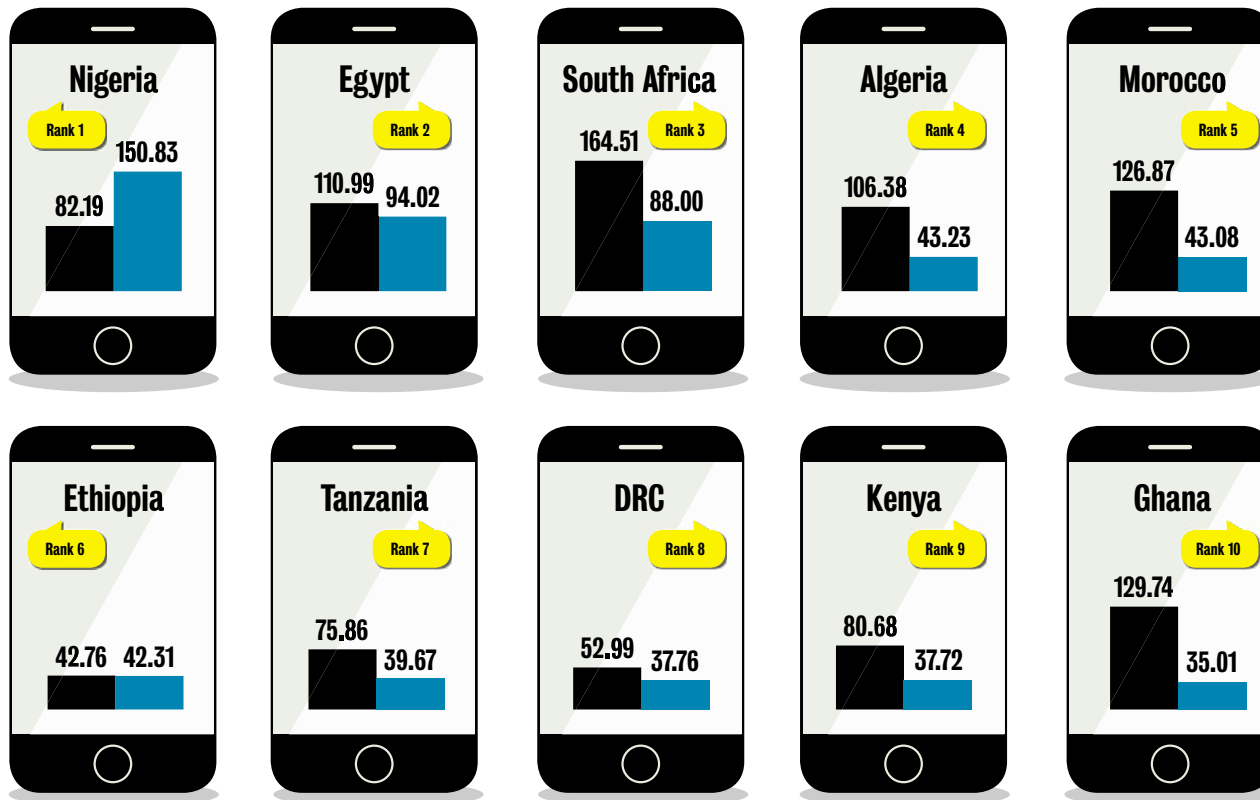 Nigeria
Rank 1
82.19
150.83
Egypt
Rank 2
110.99
94.02
South Africa
Rank 3
164.51
88.00
Algeria
Rank 4
106.38
43.23
Morocco
Rank 5
126.87
43.08
Ethiopia
Rank 6
42.76
42.31
Tanzania
Rank 7
75.86
39.67
DRC
Rank 8
52.99
37.76
Kenya
Rank 9
80.68
37.72
Ghana
Rank 10
129.74
35.01